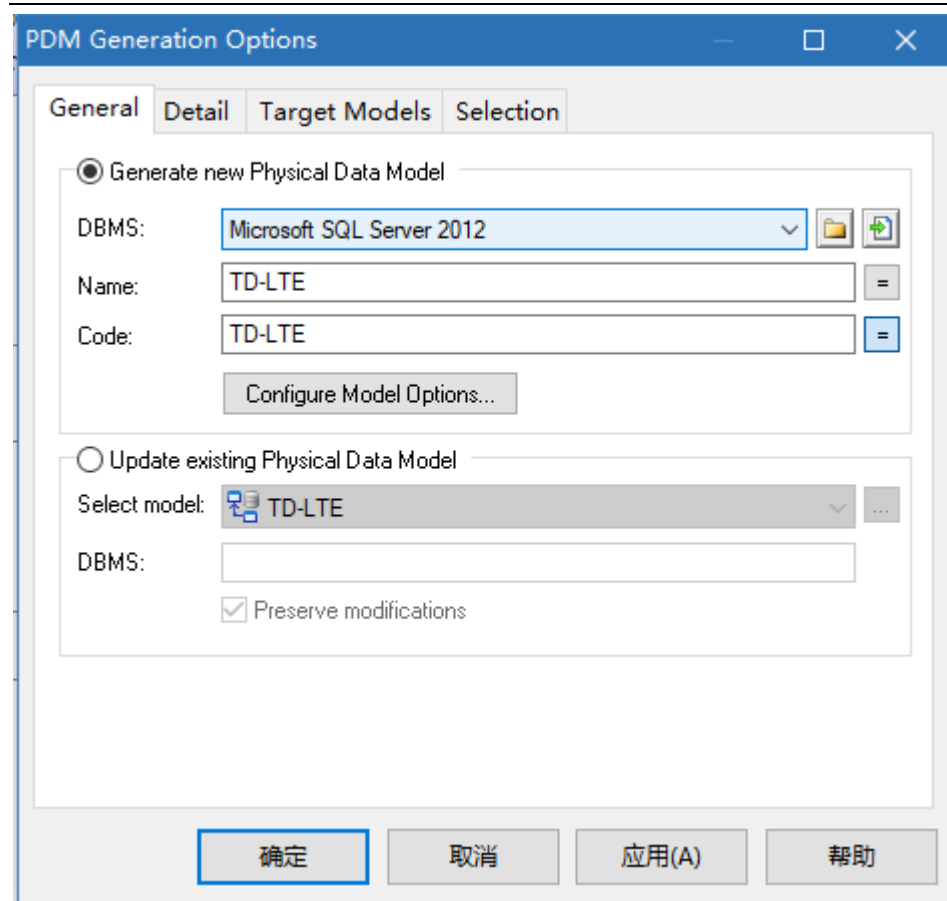 PDM Generation Options
General Detail Target Models Selection
Generate new Physical Data Model
DBMS: Microsoft SQL Server 2012
Name: TD-LTE =
Code: TD-LTE =
Configure Model Options...
Update existing Physical Data Model
Select model: TD-LTE ...
DBMS:
Preserve modifications
确定 取消 应用(A) 帮助